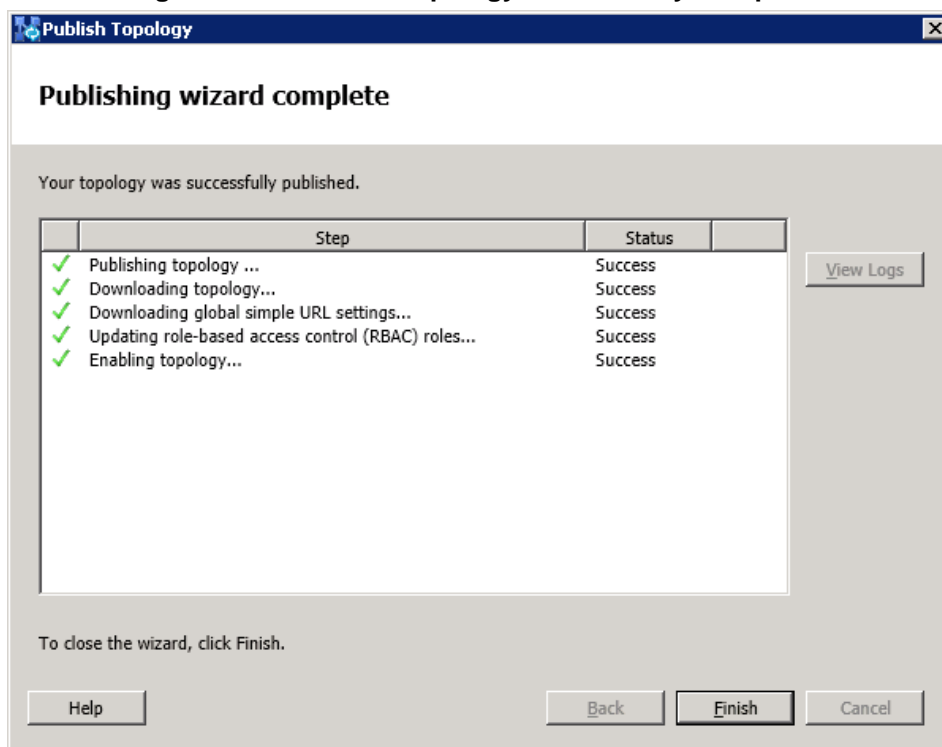 Publish Topology
Publishing wizard complete
Your topology was successfully published.
Step Status
Publishing topology ... Success
Downloading topology... Success
Downloading global simple URL settings... Success
Updating role-based access control (RBAC) roles... Success
Enabling topology... Success
View Logs
To close the wizard, click Finish.
Help Back Finish Cancel